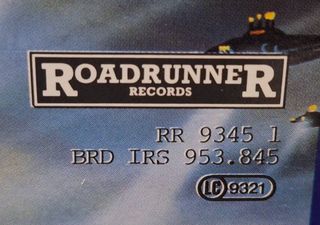 ROADRUNNER
RECORDS
RR 9345 1
BRD IRS 953.845
LC 9321